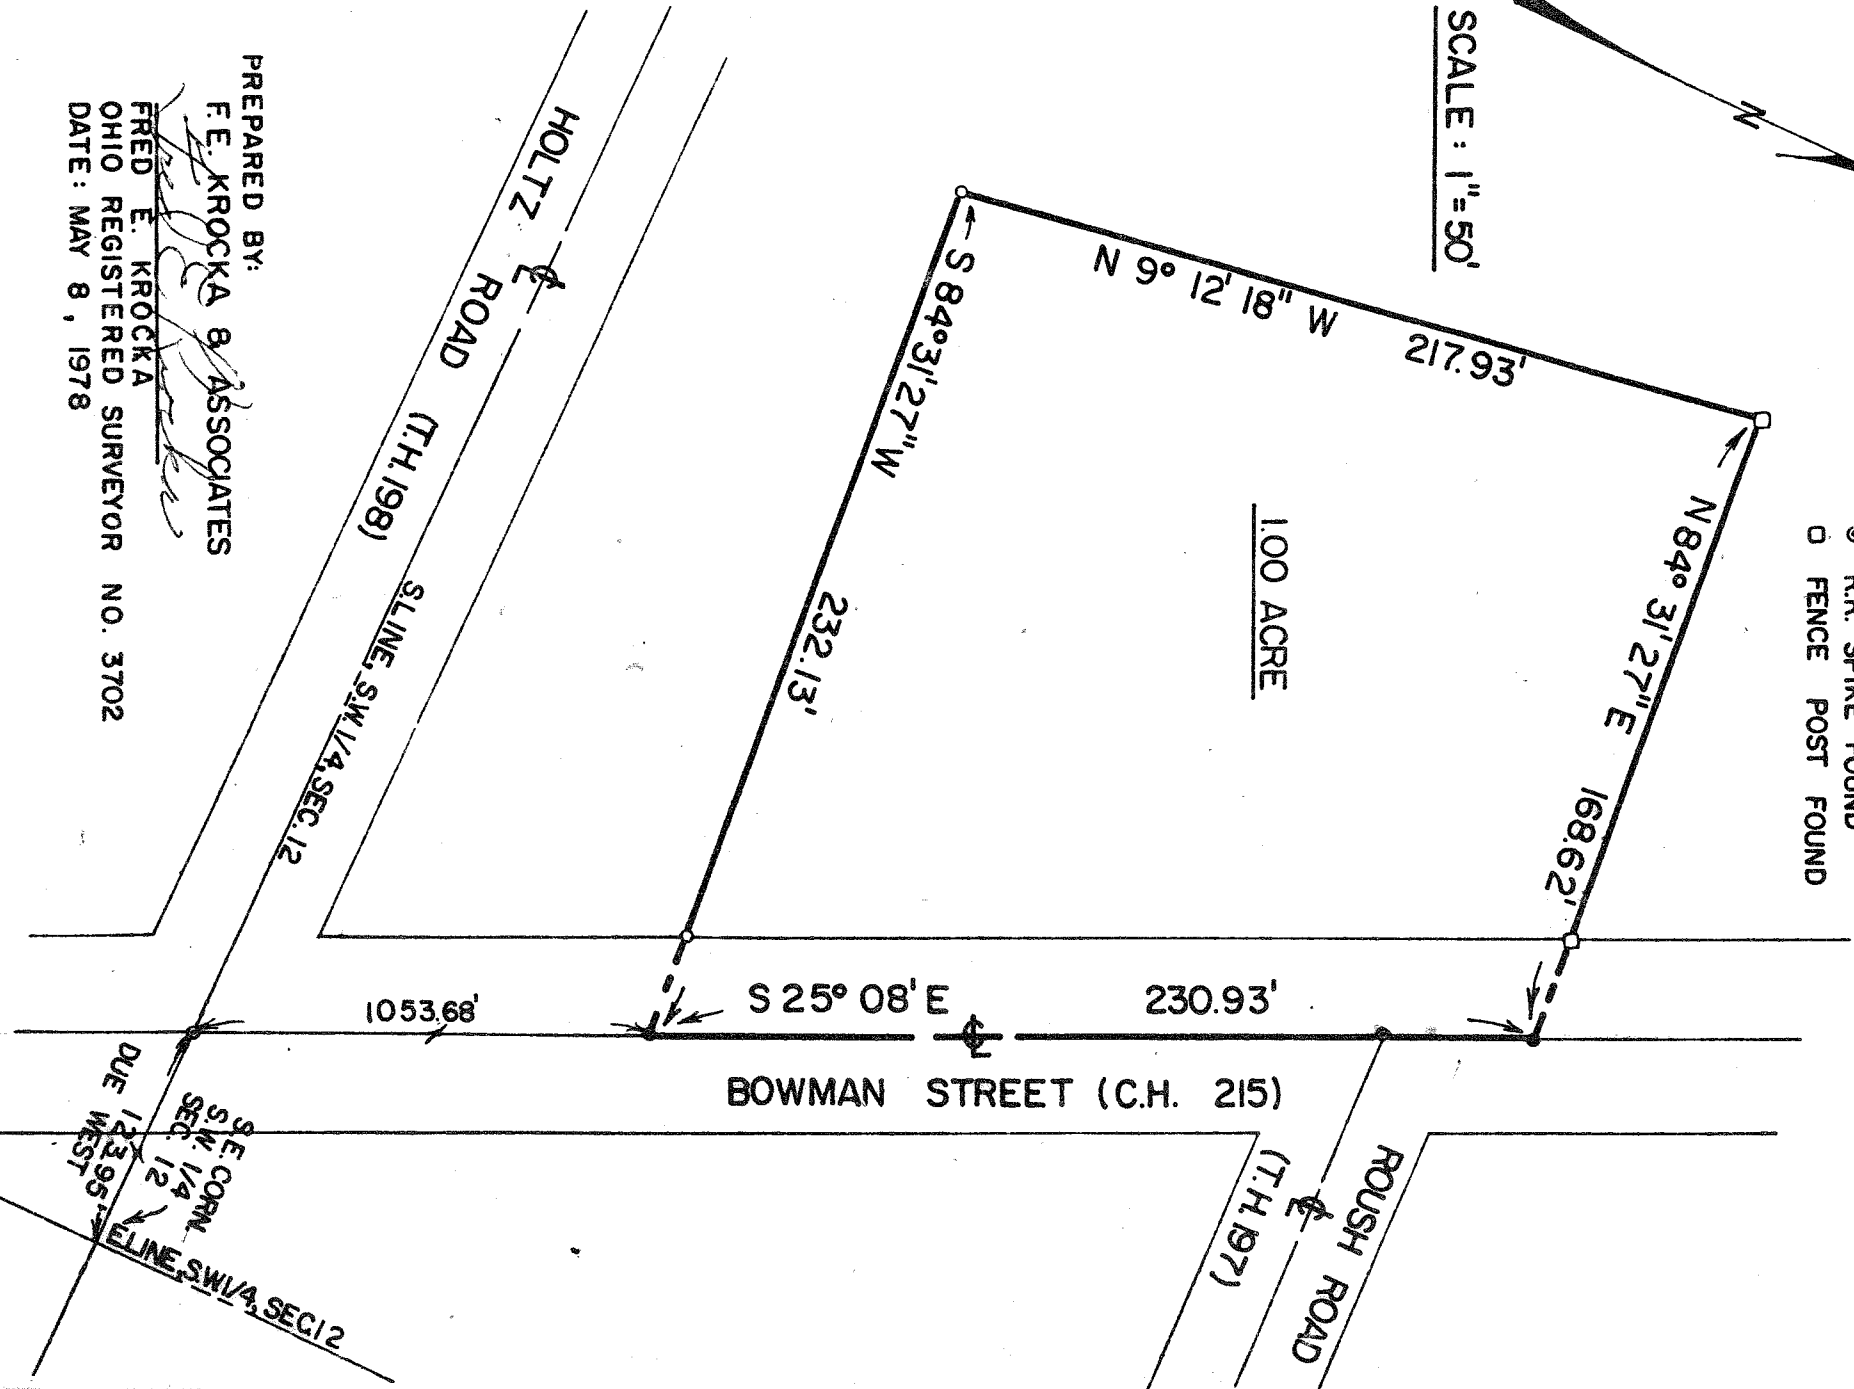 SCALE : 1"=50'
N
R.R. SPIKE FOUND
FENCE POST FOUND
N 9° 12' 18" W 217.93'
N 84° 31' 27" E 168.62'
1.00 ACRE
S 84° 31' 27" W 232.13'
HOLTZ ROAD (T.H. 198)
S. LINE, S.W. 1/4, SEC. 12
PREPARED BY:
F.E. KROCKA & ASSOCIATES
FRED E. KROCKA
OHIO REGISTERED SURVEYOR NO. 3702
DATE: MAY 8, 1978
1053.68'
S 25° 08' E 230.93'
BOWMAN STREET (C.H. 215)
ROUSH ROAD
(T.H. 197)
S.E. CORN.
S.W. 1/4
SEC. 12
DUE
WEST
E. LINE, S.W. 1/4, SEC. 12